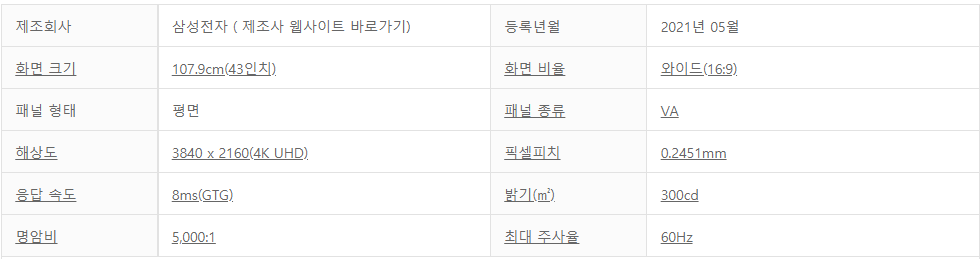 제조회사 삼성전자 ( 제조사 웹사이트 바로가기) 등록년월 2021년 05월
화면 크기 107.9cm(43인치) 화면 비율 와이드(16:9)
패널 형태 평면 패널 종류 VA
해상도 3840 x 2160(4K UHD) 픽셀피치 0.2451mm
응답 속도 8ms(GTG) 밝기(㎡) 300cd
명암비 5,000:1 최대 주사율 60Hz